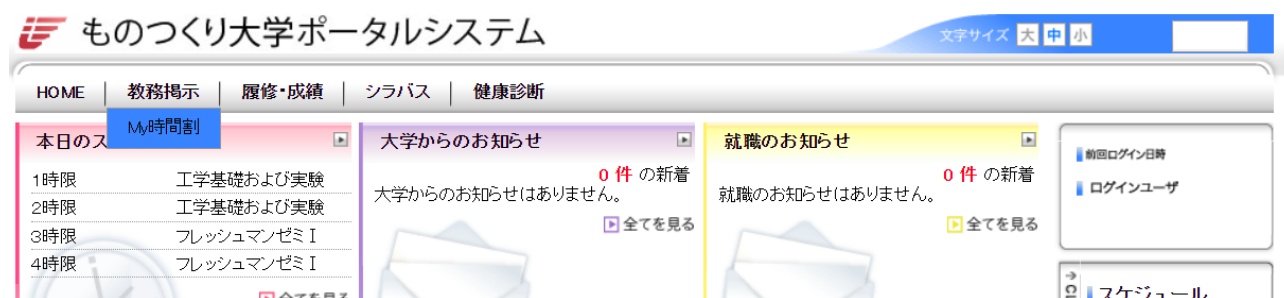 ものつくり大学ポータルシステム
文字サイズ 大 中 小
HOME 教務掲示 履修・成績 シラバス 健康診断
My時間割
本日のス
1時限 工学基礎および実験
2時限 工学基礎および実験
3時限 フレッシュマンゼミⅠ
4時限 フレッシュマンゼミⅠ
全てを見る
大学からのお知らせ
0 件 の新着
大学からのお知らせはありません。
全てを見る
就職のお知らせ
0 件 の新着
就職のお知らせはありません。
全てを見る
前回ログイン日時
ログインユーザ
スケジュール